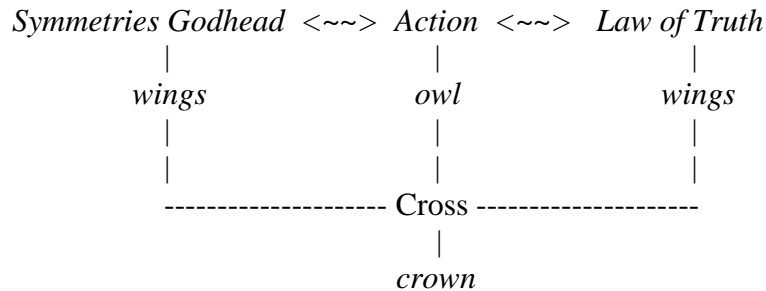 Symmetries Godhead <~~> Action <~~> Law of Truth
| | |
wings owl wings
| | |
| | |
--------------------- Cross ---------------------
|
crown